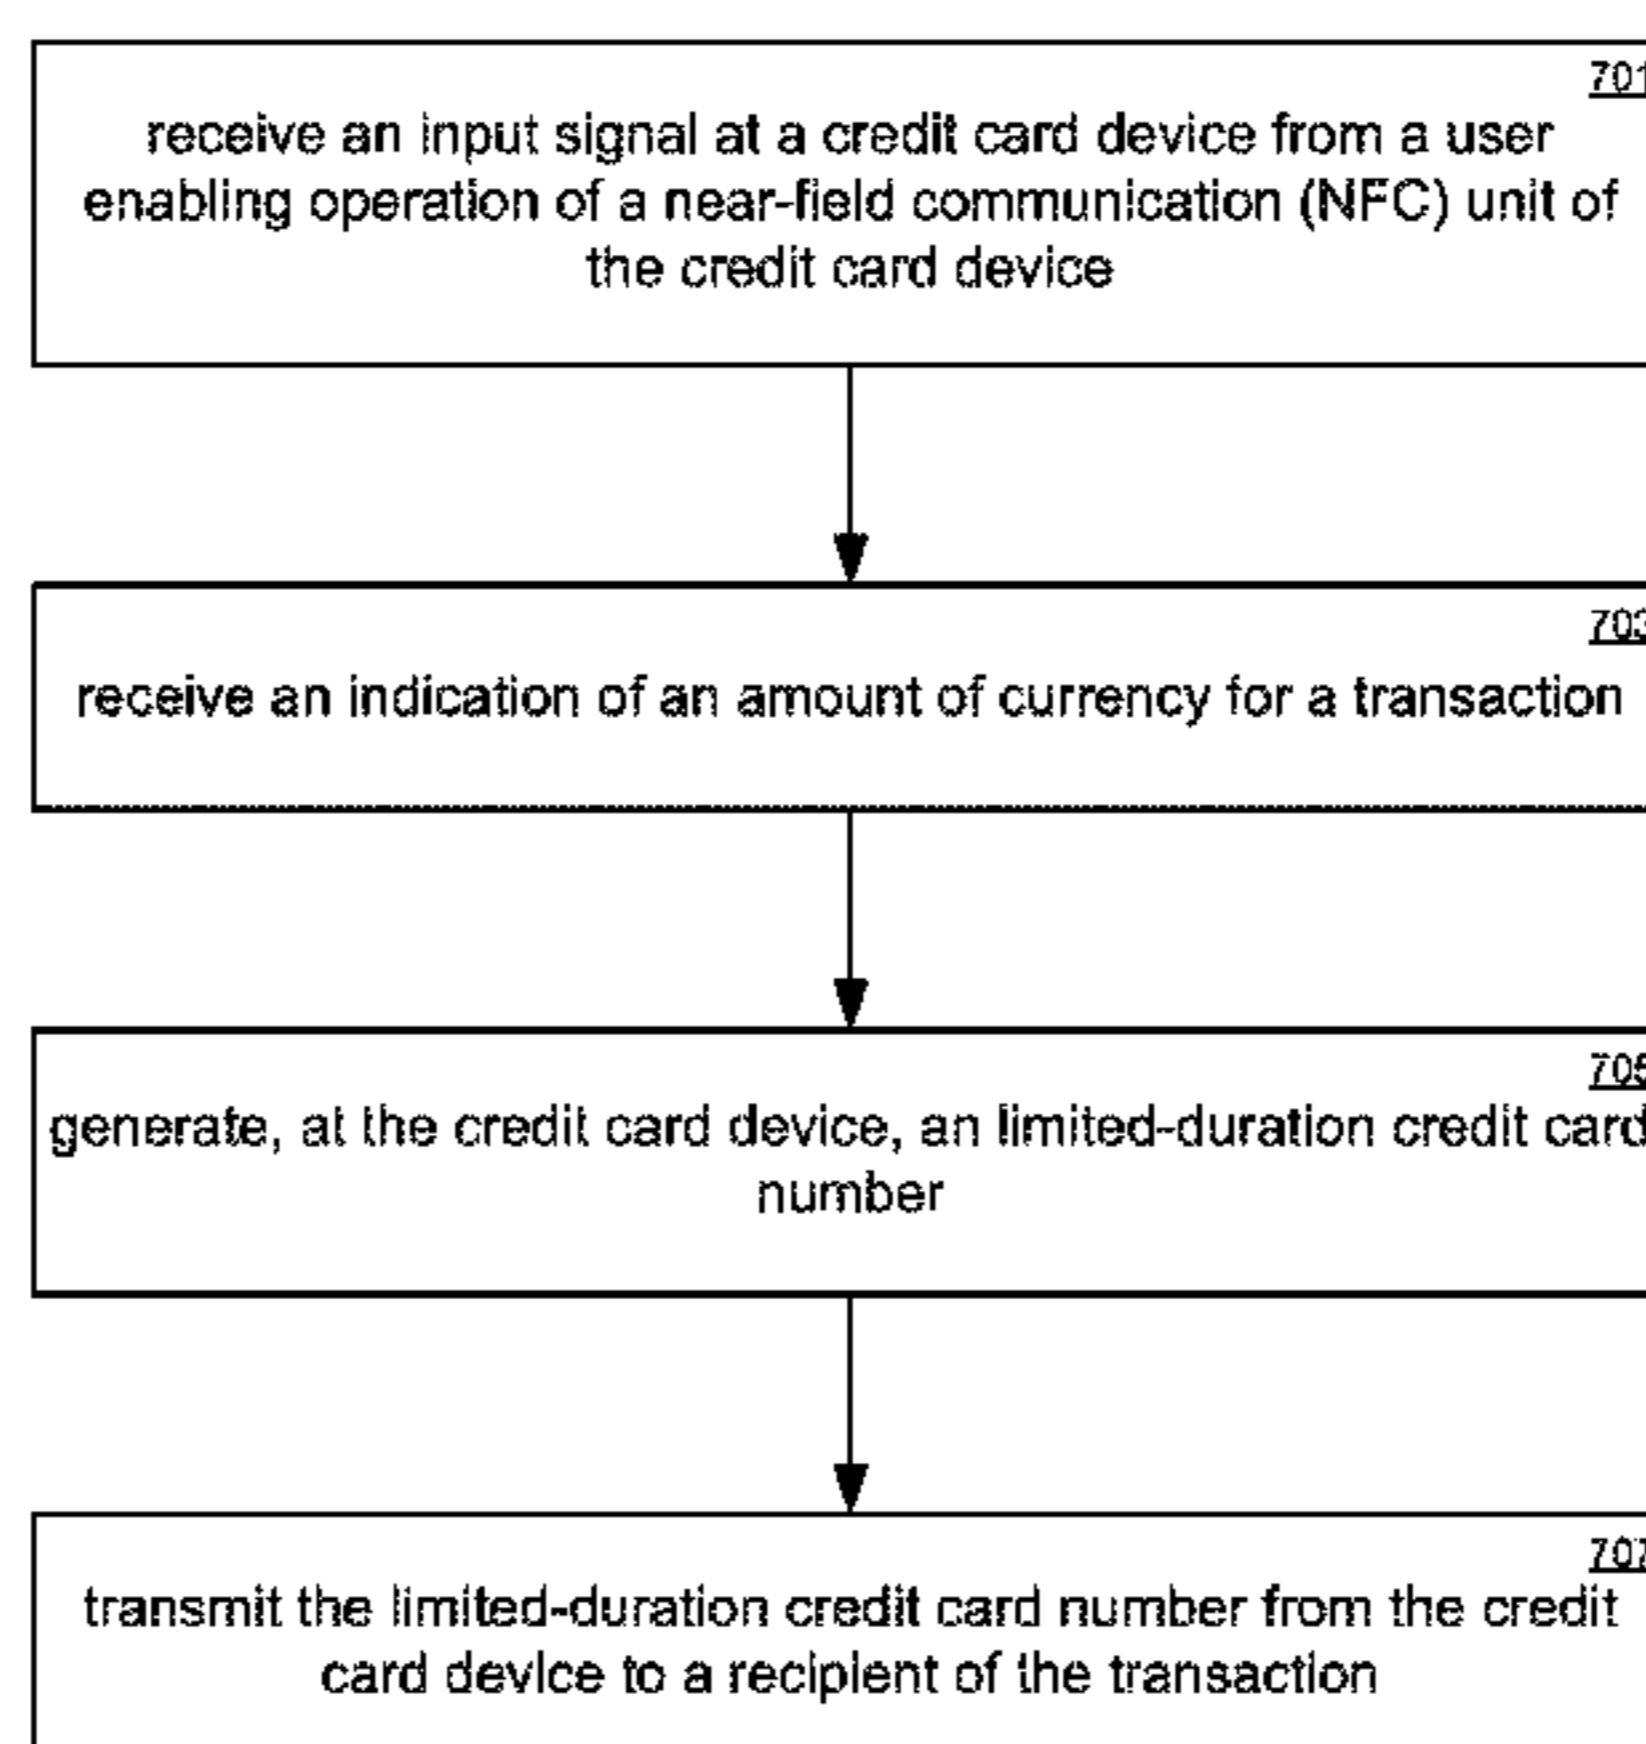 701
receive an input signal at a credit card device from a user
enabling operation of a near-field communication (NFC) unit of
the credit card device
703
receive an indication of an amount of currency for a transaction
705
generate, at the credit card device, an limited-duration credit card
number
707
transmit the limited-duration credit card number from the credit
card device to a recipient of the transaction